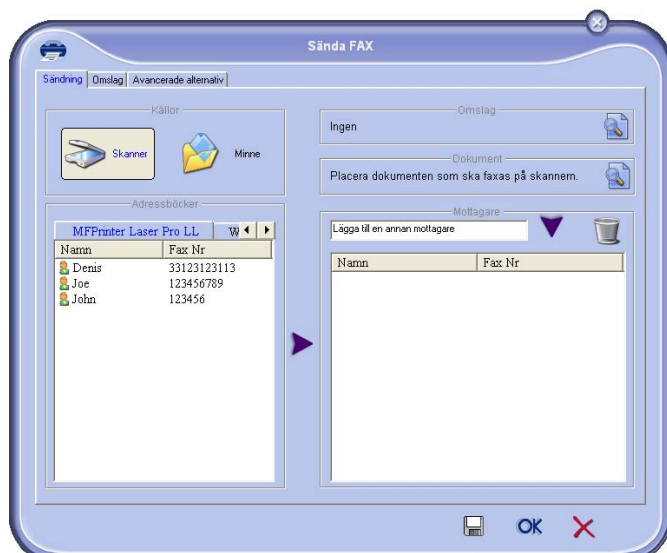 Sända FAX
Sändning Omslag Avancerade alternativ
Källor
Skanner Minne
Omslag
Ingen
Dokument
Placera dokumenten som ska faxas på skannern.
Adressböcker
MFPrinter Laser Pro LL W
Namn Fax Nr
Denis 33123123113
Joe 123456789
John 123456
Mottagare
Lägga till en annan mottagare
Namn Fax Nr
OK